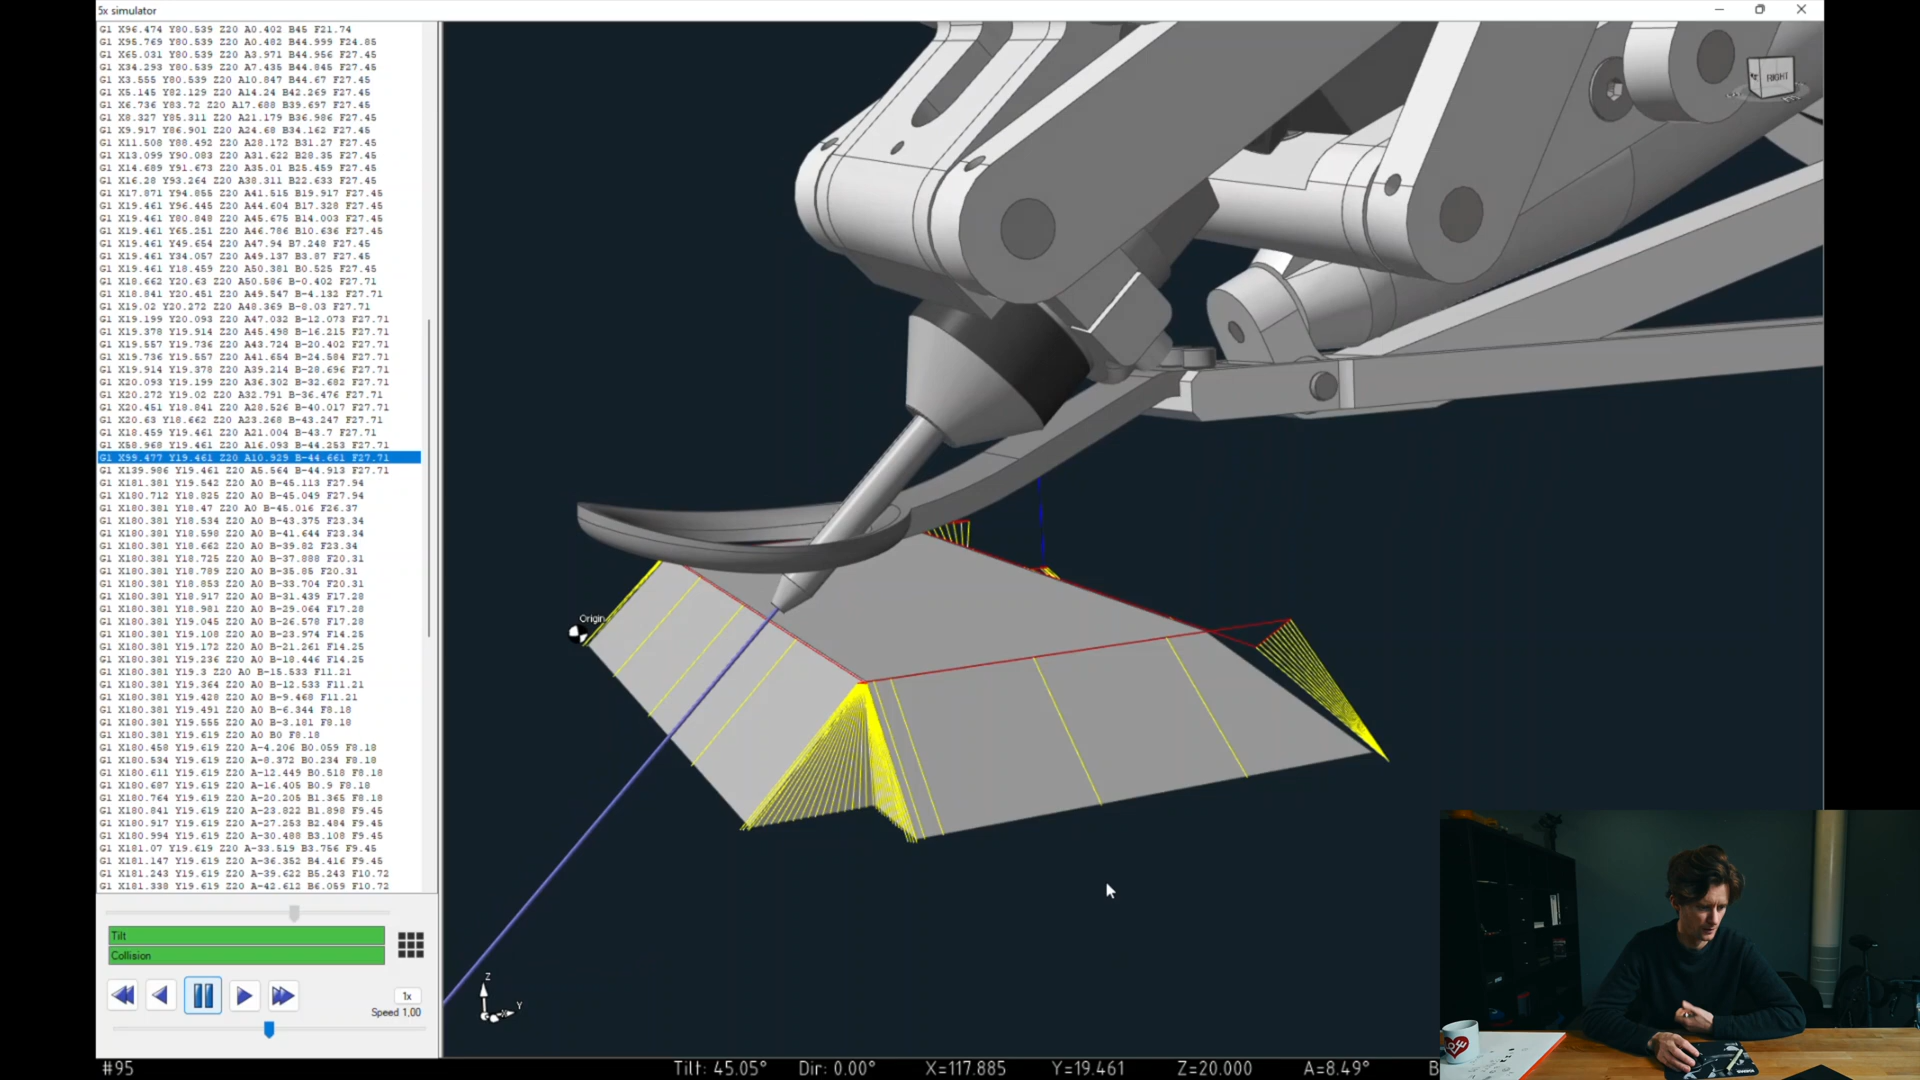 5x simulator
G1 X96.474 Y80.539 Z20 A0.402 B45 F21.74
G1 X95.769 Y80.539 Z20 A0.402 B44.999 F24.85
G1 X65.031 Y80.539 Z20 A3.971 B44.956 F27.45
G1 X34.293 Y80.539 Z20 A7.435 B44.845 F27.45
G1 X3.555 Y80.539 Z20 A10.847 B44.67 F27.45
G1 X5.145 Y82.129 Z20 A14.24 B42.269 F27.45
G1 X6.736 Y83.72 Z20 A17.688 B39.697 F27.45
G1 X8.327 Y85.311 Z20 A21.179 B36.986 F27.45
G1 X9.917 Y86.901 Z20 A24.68 B34.162 F27.45
G1 X11.508 Y88.492 Z20 A28.172 B31.27 F27.45
G1 X13.099 Y90.083 Z20 A31.622 B28.35 F27.45
G1 X14.689 Y91.673 Z20 A35.01 B25.459 F27.45
G1 X16.28 Y93.264 Z20 A38.311 B22.633 F27.45
G1 X17.871 Y94.855 Z20 A41.515 B19.917 F27.45
G1 X19.461 Y96.445 Z20 A44.604 B17.328 F27.45
G1 X19.461 Y80.848 Z20 A45.675 B14.003 F27.45
G1 X19.461 Y65.251 Z20 A46.786 B10.636 F27.45
G1 X19.461 Y49.654 Z20 A47.94 B7.248 F27.45
G1 X19.461 Y34.057 Z20 A49.137 B3.87 F27.45
G1 X19.461 Y18.459 Z20 A50.381 B0.525 F27.45
G1 X18.662 Y20.63 Z20 A50.586 B-0.402 F27.71
G1 X18.841 Y20.451 Z20 A49.547 B-4.132 F27.71
G1 X19.02 Y20.272 Z20 A48.369 B-8.03 F27.71
G1 X19.199 Y20.093 Z20 A47.032 B-12.073 F27.71
G1 X19.378 Y19.914 Z20 A45.498 B-16.215 F27.71
G1 X19.557 Y19.736 Z20 A43.724 B-20.402 F27.71
G1 X19.736 Y19.557 Z20 A41.654 B-24.584 F27.71
G1 X19.914 Y19.378 Z20 A39.214 B-28.696 F27.71
G1 X20.093 Y19.199 Z20 A36.302 B-32.682 F27.71
G1 X20.272 Y19.02 Z20 A32.791 B-36.476 F27.71
G1 X20.451 Y18.841 Z20 A28.526 B-40.017 F27.71
G1 X20.63 Y18.662 Z20 A23.268 B-43.247 F27.71
G1 X18.459 Y19.461 Z20 A21.004 B-43.7 F27.71
G1 X58.968 Y19.461 Z20 A16.093 B-44.253 F27.71
G1 X99.477 Y19.461 Z20 A10.929 B-44.661 F27.71
G1 X139.986 Y19.461 Z20 A5.564 B-44.913 F27.71
G1 X181.381 Y19.542 Z20 A0 B-45.113 F27.94
G1 X180.712 Y18.825 Z20 A0 B-45.049 F27.94
G1 X180.381 Y18.47 Z20 A0 B-45.016 F26.37
G1 X180.381 Y18.534 Z20 A0 B-43.375 F23.34
G1 X180.381 Y18.598 Z20 A0 B-41.644 F23.34
G1 X180.381 Y18.662 Z20 A0 B-39.82 F23.34
G1 X180.381 Y18.725 Z20 A0 B-37.888 F20.31
G1 X180.381 Y18.789 Z20 A0 B-35.85 F20.31
G1 X180.381 Y18.853 Z20 A0 B-33.704 F20.31
G1 X180.381 Y18.917 Z20 A0 B-31.439 F17.28
G1 X180.381 Y18.981 Z20 A0 B-29.064 F17.28
G1 X180.381 Y19.045 Z20 A0 B-26.578 F17.28
G1 X180.381 Y19.108 Z20 A0 B-23.974 F14.25
G1 X180.381 Y19.172 Z20 A0 B-21.261 F14.25
G1 X180.381 Y19.236 Z20 A0 B-18.446 F14.25
G1 X180.381 Y19.3 Z20 A0 B-15.533 F11.21
G1 X180.381 Y19.364 Z20 A0 B-12.533 F11.21
G1 X180.381 Y19.428 Z20 A0 B-9.468 F11.21
G1 X180.381 Y19.491 Z20 A0 B-6.344 F8.18
G1 X180.381 Y19.555 Z20 A0 B-3.181 F8.18
G1 X180.381 Y19.619 Z20 A0 B0 F8.18
G1 X180.458 Y19.619 Z20 A-4.206 B0.059 F8.18
G1 X180.534 Y19.619 Z20 A-8.372 B0.234 F8.18
G1 X180.611 Y19.619 Z20 A-12.449 B0.518 F8.18
G1 X180.687 Y19.619 Z20 A-16.405 B0.9 F8.18
G1 X180.764 Y19.619 Z20 A-20.205 B1.365 F8.18
G1 X180.841 Y19.619 Z20 A-23.822 B1.898 F9.45
G1 X180.917 Y19.619 Z20 A-27.253 B2.484 F9.45
G1 X180.994 Y19.619 Z20 A-30.488 B3.108 F9.45
G1 X181.07 Y19.619 Z20 A-33.519 B3.756 F9.45
G1 X181.147 Y19.619 Z20 A-36.352 B4.416 F9.45
G1 X181.243 Y19.619 Z20 A-39.622 B5.243 F10.72
G1 X181.338 Y19.619 Z20 A-42.612 B6.059 F10.72
Tilt
Collision
1x
Speed 1,00
RIGHT
Origin
Z
X
Y
#95 Tilt: 45.05° Dir: 0.00° X=117.885 Y=19.461 Z=20.000 A=8.49° B